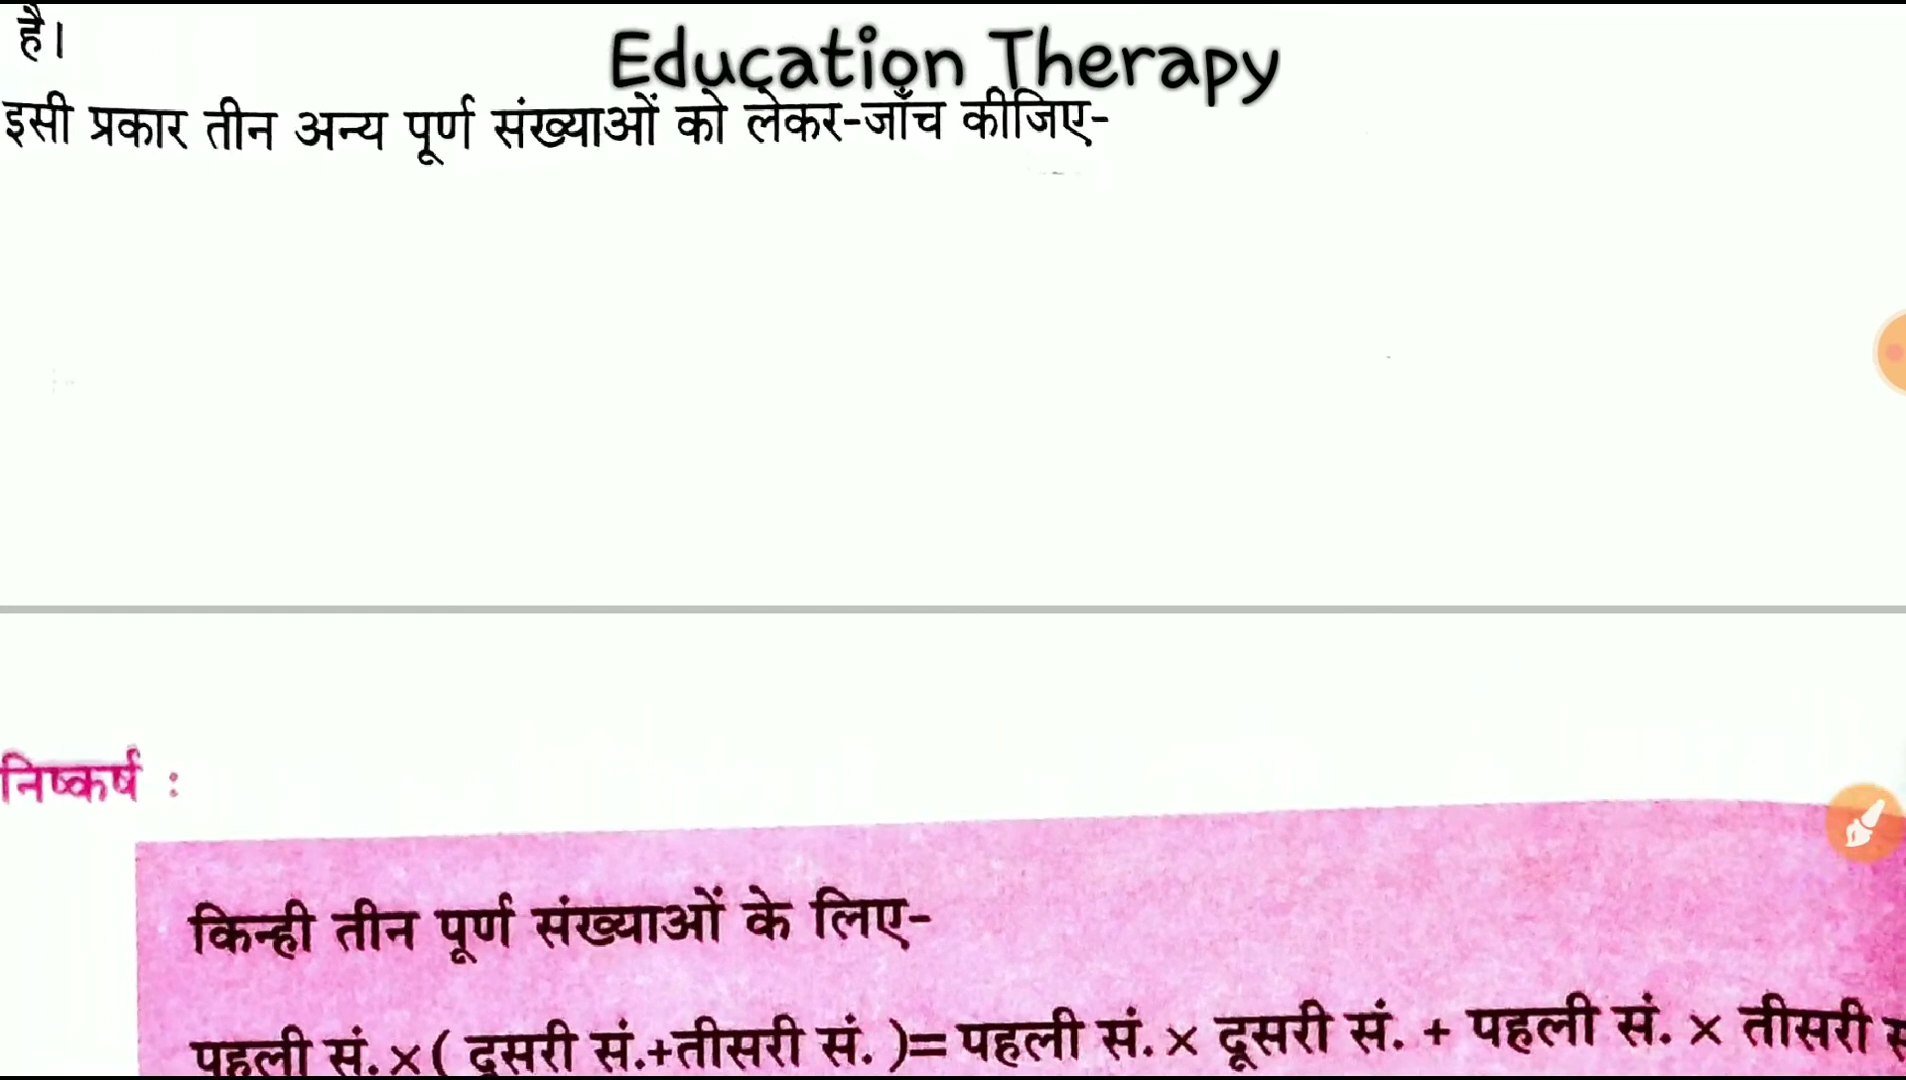 है।
Education Therapy
इसी प्रकार तीन अन्य पूर्ण संख्याओं को लेकर-जाँच कीजिए-
निष्कर्ष :
किन्ही तीन पूर्ण संख्याओं के लिए-
पहली सं.×( दूसरी सं.+तीसरी सं. )= पहली सं. × दूसरी सं. + पहली सं. × तीसरी